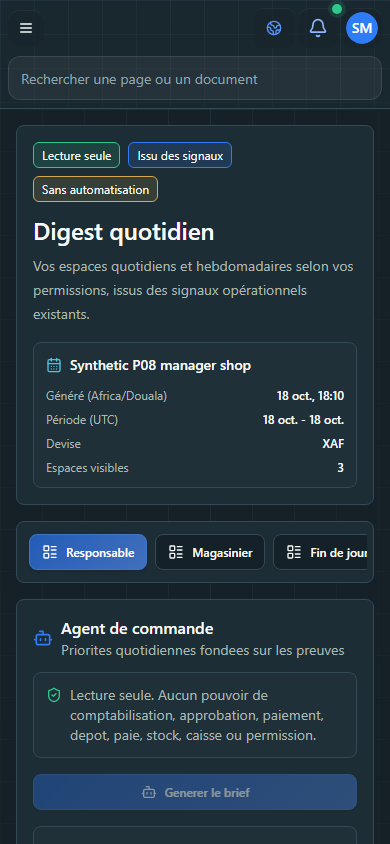 SM
Rechercher une page ou un document
Lecture seule
Issu des signaux
Sans automatisation
Digest quotidien
Vos espaces quotidiens et hebdomadaires selon vos
permissions, issus des signaux opérationnels
existants.
Synthetic P08 manager shop
Généré (Africa/Douala) 18 oct., 18:10
Période (UTC) 18 oct. - 18 oct.
Devise XAF
Espaces visibles 3
Responsable
Magasinier
Fin de jour
Agent de commande
Priorites quotidiennes fondees sur les preuves
Lecture seule. Aucun pouvoir de
comptabilisation, approbation, paiement,
depot, paie, stock, caisse ou permission.
Generer le brief